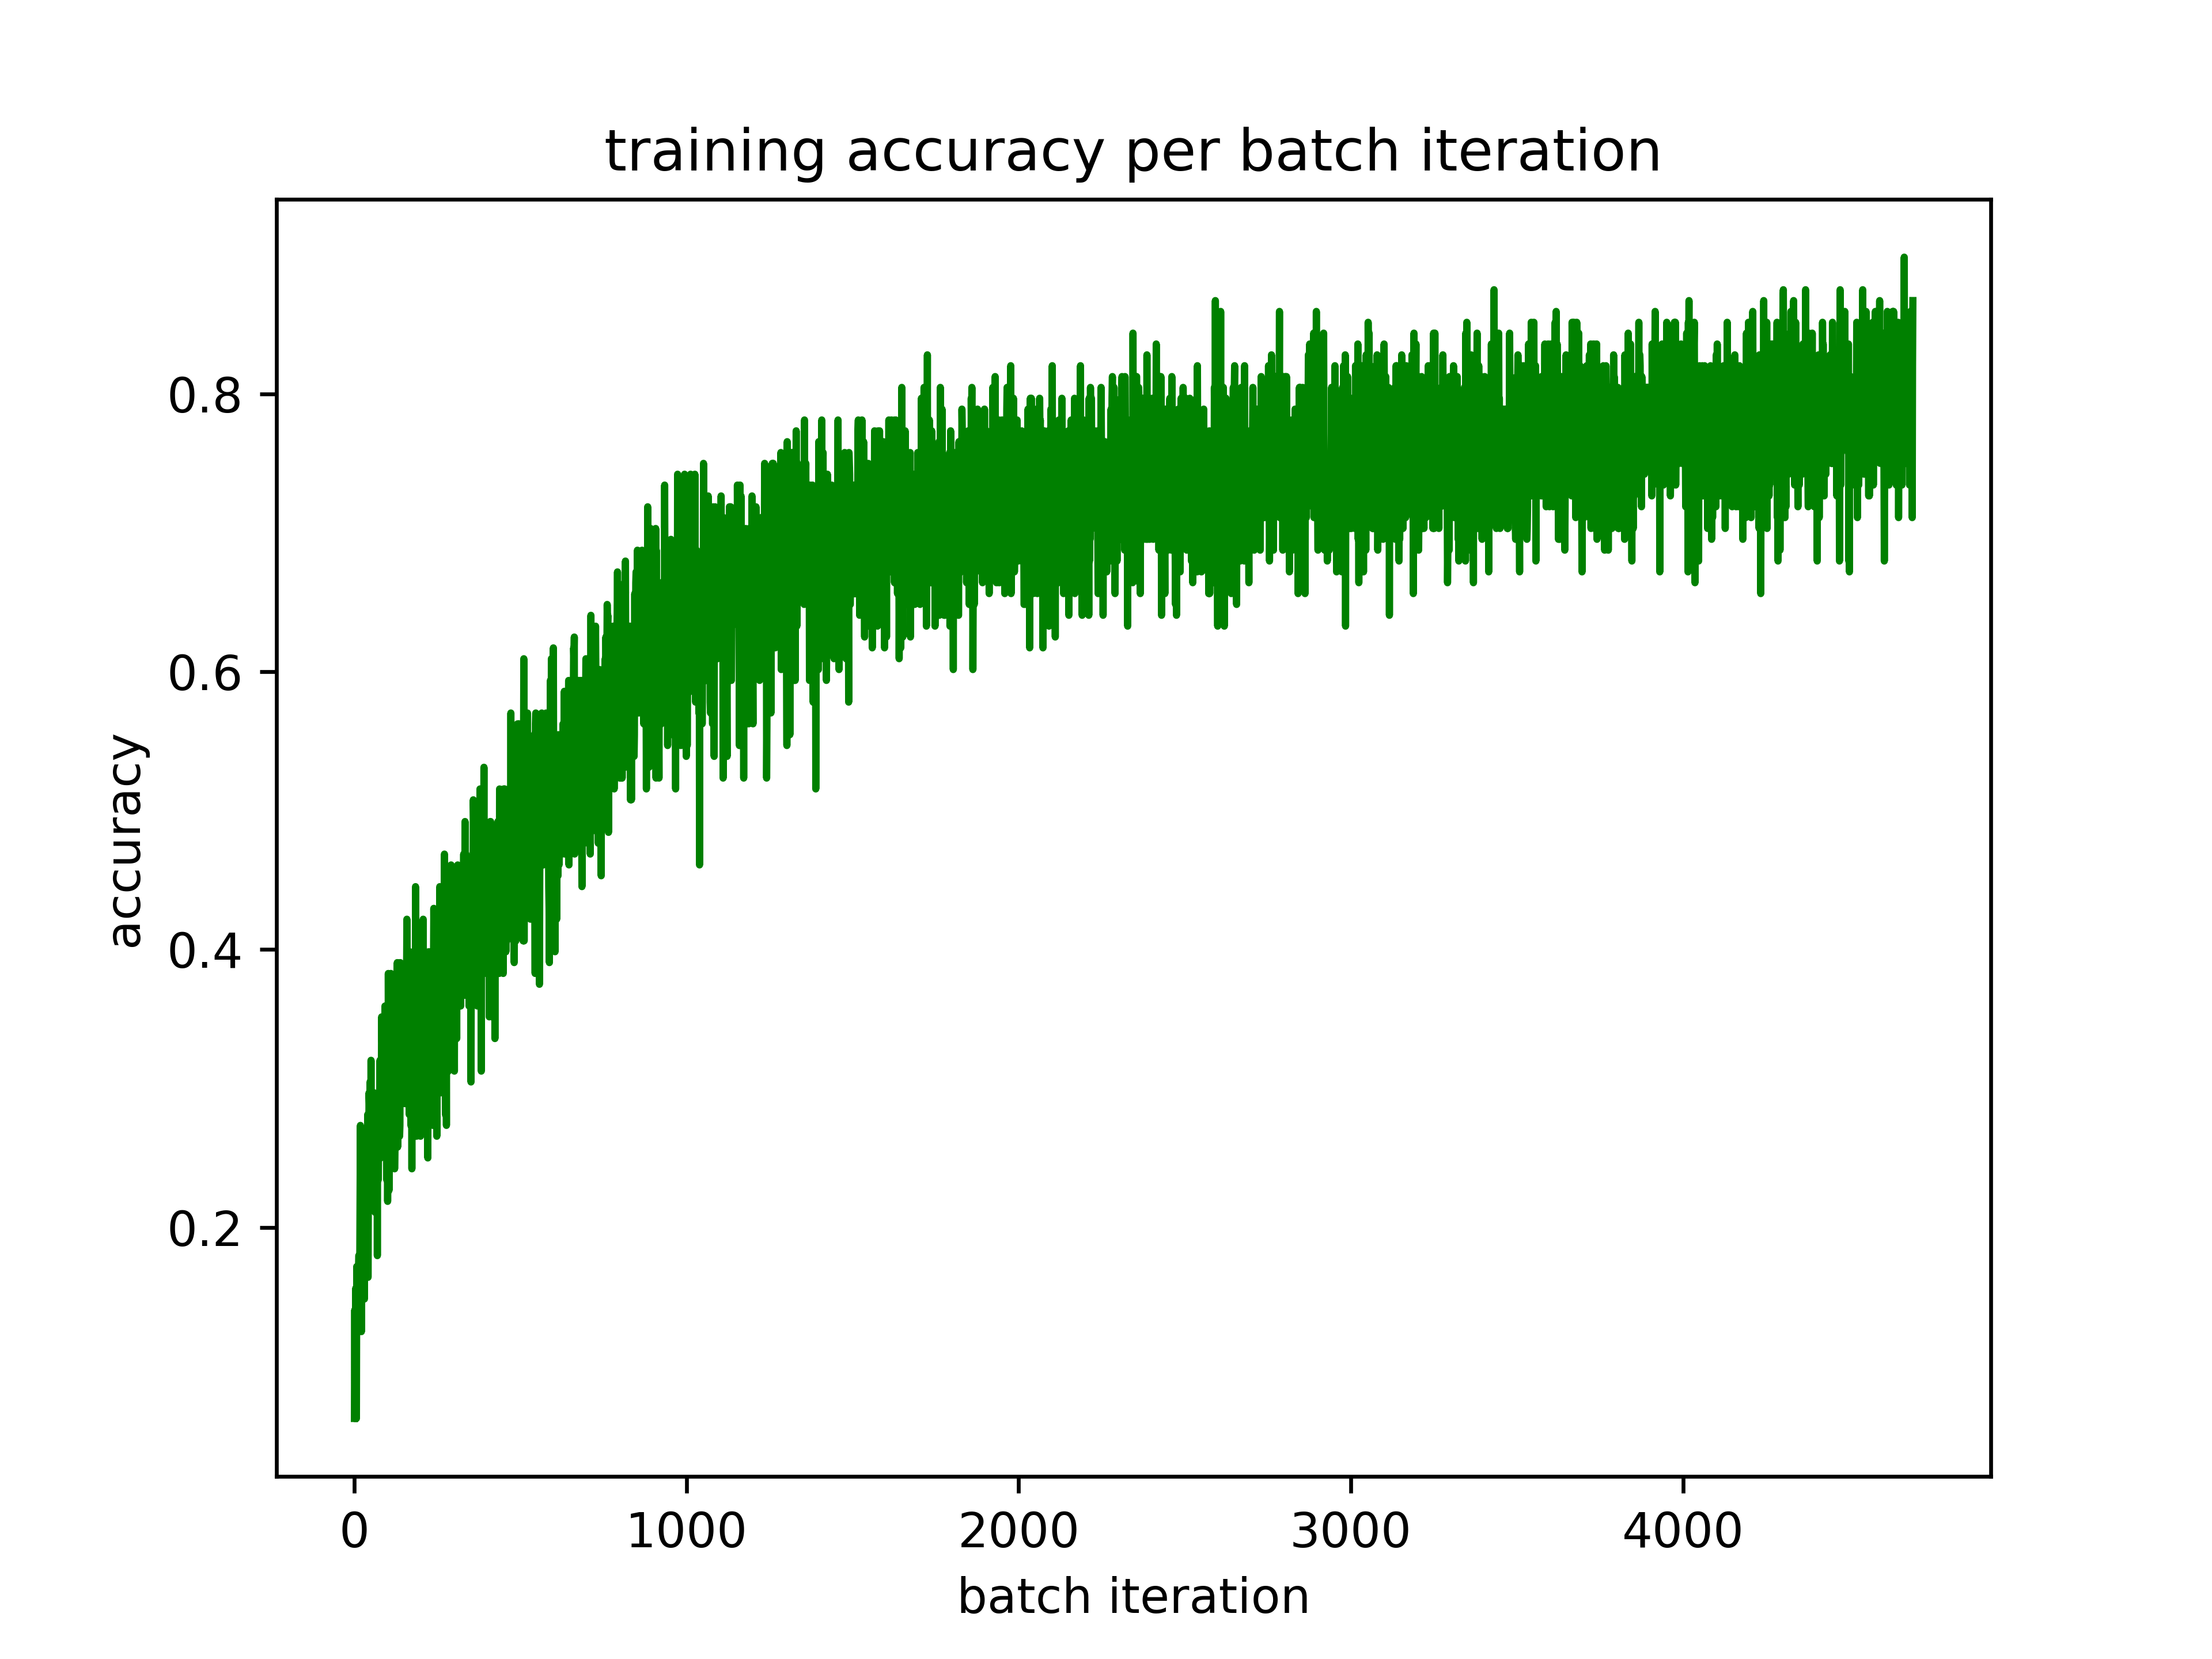 training accuracy per batch iteration
accuracy
0.8
0.6
0.4
0.2
0 1000 2000 3000 4000
batch iteration